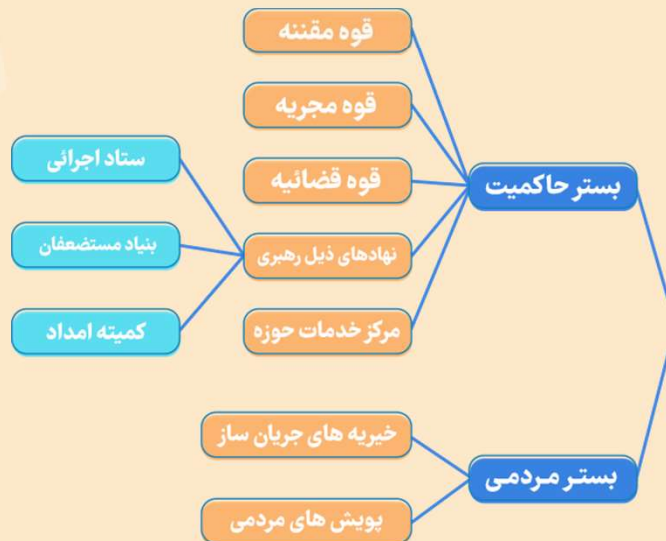 بستر حاکمیت
قوه مقننه
قوه مجریه
قوه قضائیه
نهادهای ذیل رهبری
ستاد اجرائی
بنیاد مستضعفان
کمیته امداد
مرکز خدمات حوزه
بستر مردمی
خیریه های جریان ساز
پویش های مردمی